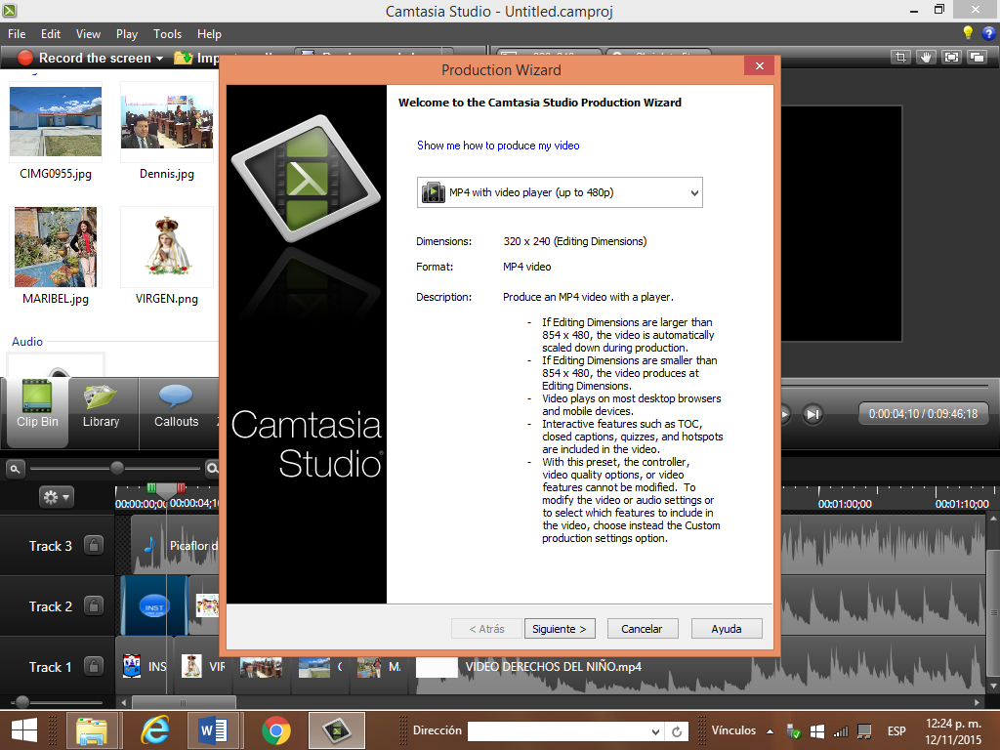 Camtasia Studio - Untitled.camproj
File Edit View Play Tools Help
Record the screen
Production Wizard
Welcome to the Camtasia Studio Production Wizard
Show me how to produce my video
MP4 with video player (up to 480p)
Dimensions: 320 x 240 (Editing Dimensions)
Format: MP4 video
Description: Produce an MP4 video with a player.
- If Editing Dimensions are larger than
854 x 480, the video is automatically
scaled down during production.
- If Editing Dimensions are smaller than
854 x 480, the video produces at
Editing Dimensions.
- Video plays on most desktop browsers
and mobile devices.
- Interactive features such as TOC,
closed captions, quizzes, and hotspots
are included in the video.
- With this preset, the controller,
video quality options, or video
features cannot be modified. To
modify the video or audio settings or
to select which features to include in
the video, choose instead the Custom
production settings option.
Camtasia
Studio
< Atrás Siguiente > Cancelar Ayuda
CIMG0955.jpg Dennis.jpg
MARIBEL.jpg VIRGEN.png
Audio
Clip Bin Library Callouts
0:00:04;10 / 0:09:46;18
00:00:00;00 00:00:04;10 00:01:00;00 00:01:10;00
Track 3 Picaflor d
Track 2 INST
Track 1 INS VIR M. VIDEO DERECHOS DEL NIÑO.mp4
Dirección Vínculos ESP 12:24 p. m.
12/11/2015